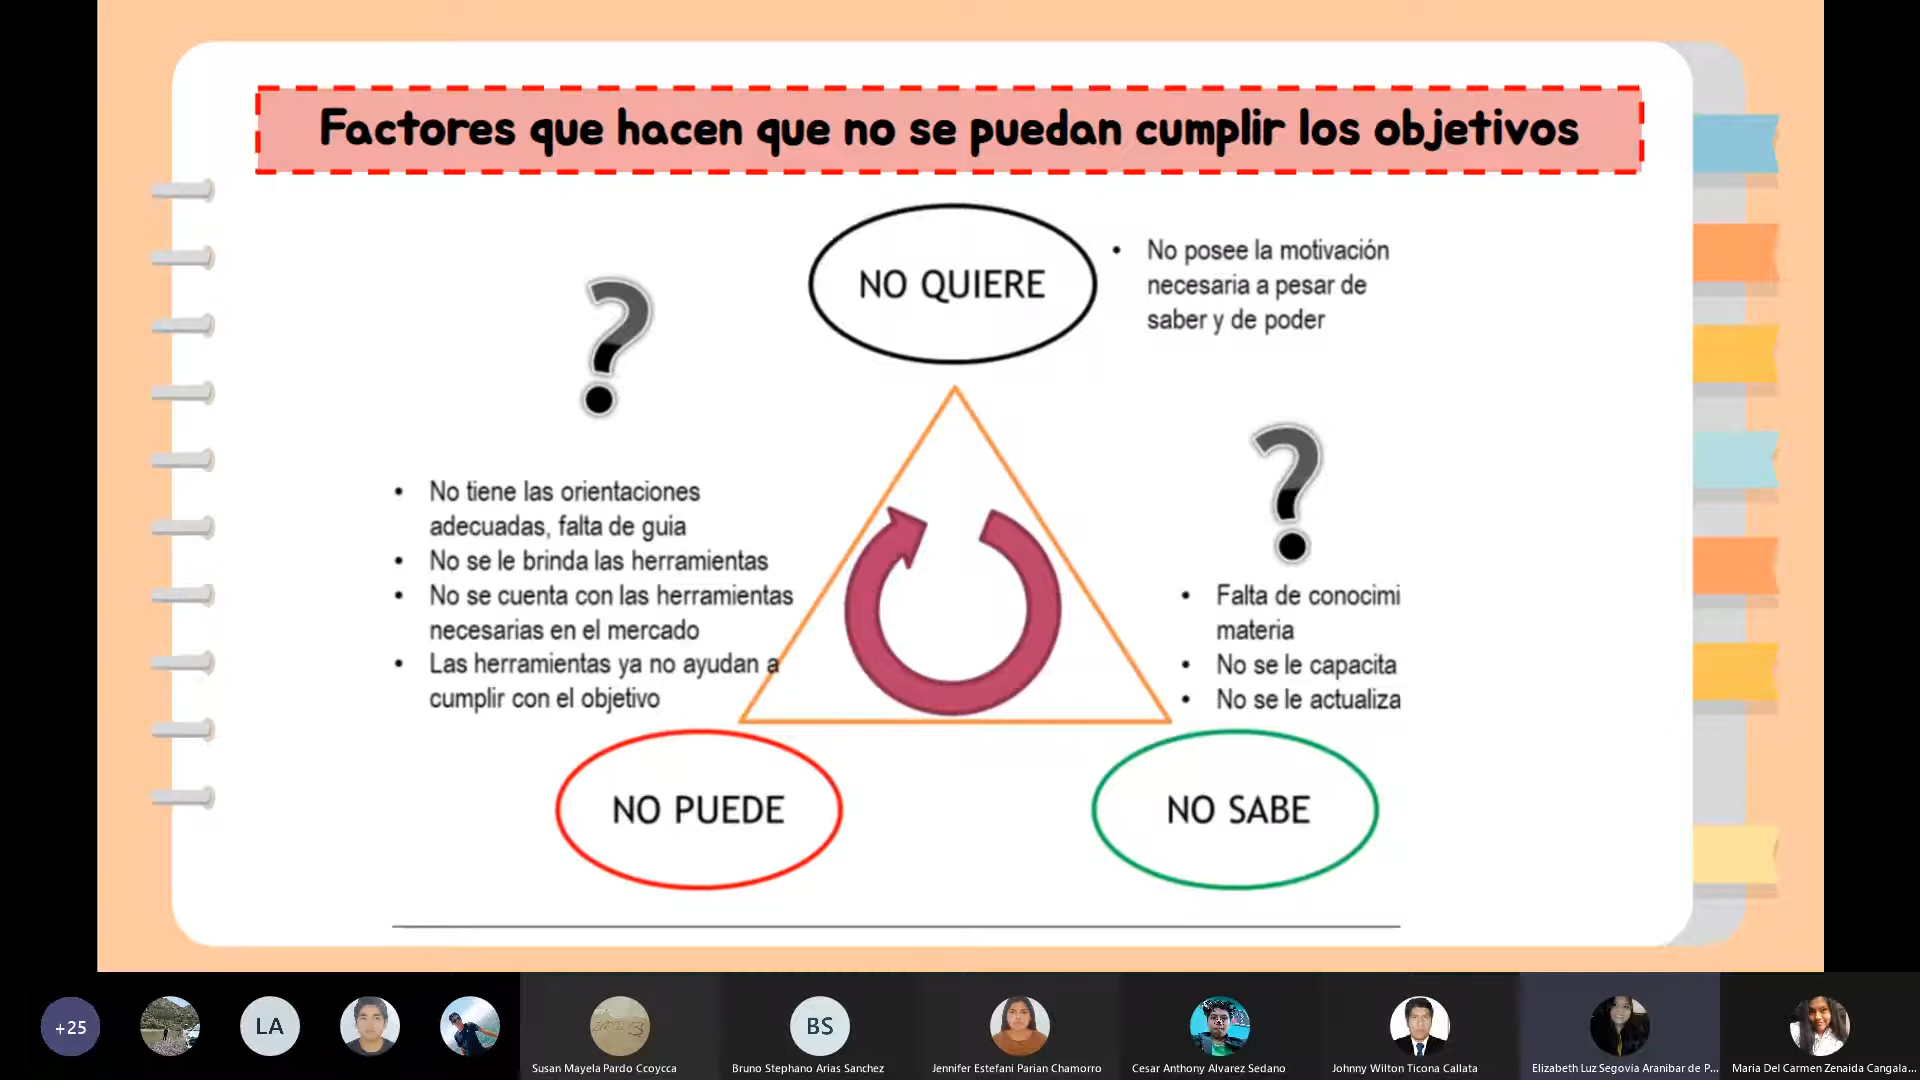 Factores que hacen que no se puedan cumplir los objetivos
NO QUIERE
• No posee la motivación
necesaria a pesar de
saber y de poder
• No tiene las orientaciones
adecuadas, falta de guia
• No se le brinda las herramientas
• No se cuenta con las herramientas
necesarias en el mercado
• Las herramientas ya no ayudan a
cumplir con el objetivo
• Falta de conocimi
materia
• No se le capacita
• No se le actualiza
NO PUEDE
NO SABE
+25
LA
BS
Susan Mayela Pardo Ccoycca
Bruno Stephano Arias Sanchez
Jennifer Estefani Parian Chamorro
Cesar Anthony Alvarez Sedano
Johnny Wilton Ticona Callata
Elizabeth Luz Segovia Aranibar de P...
Maria Del Carmen Zenaida Cangala...